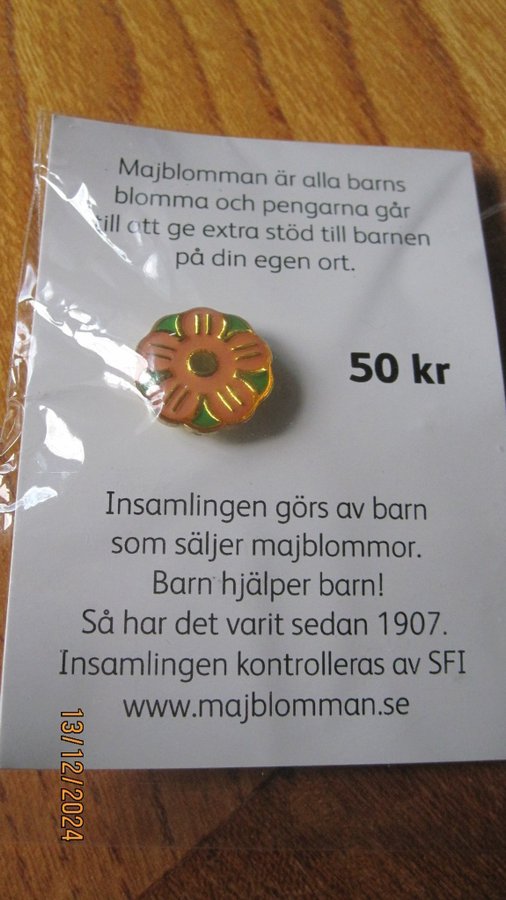 Majblomman är alla barns
blomma och pengarna går
till att ge extra stöd till barnen
på din egen ort.
50 kr
Insamlingen görs av barn
som säljer majblommor.
Barn hjälper barn!
Så har det varit sedan 1907.
Insamlingen kontrolleras av SFI
www.majblomman.se
13/12/2024